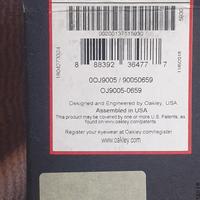 8 88392 36477 7
0OJ9005 / 90050659
OJ9005-0659
Designed and Engineered by Oakley, USA
Assembled in USA
This product may be covered by one or more U.S. Patents, as
found on www.oakley.com/patents.
Register your eyewear at Oakley.com/register
www.oakley.com